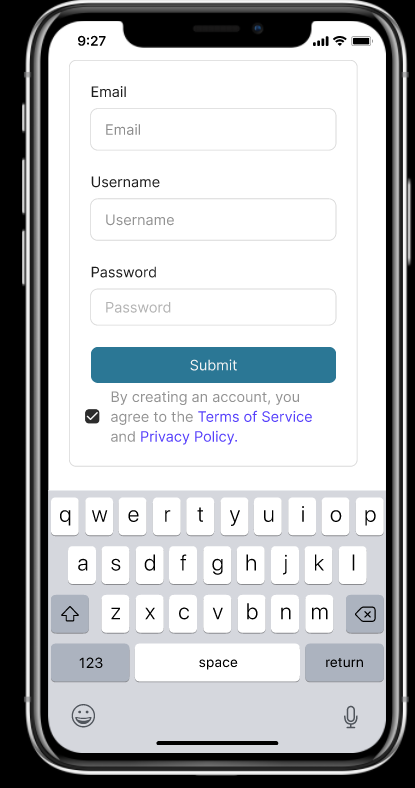 9:27
Email
Email
Username
Username
Password
Password
Submit
By creating an account, you
agree to the Terms of Service
and Privacy Policy.
q w e r t y u i o p
a s d f g h j k l
z x c v b n m
123 space return